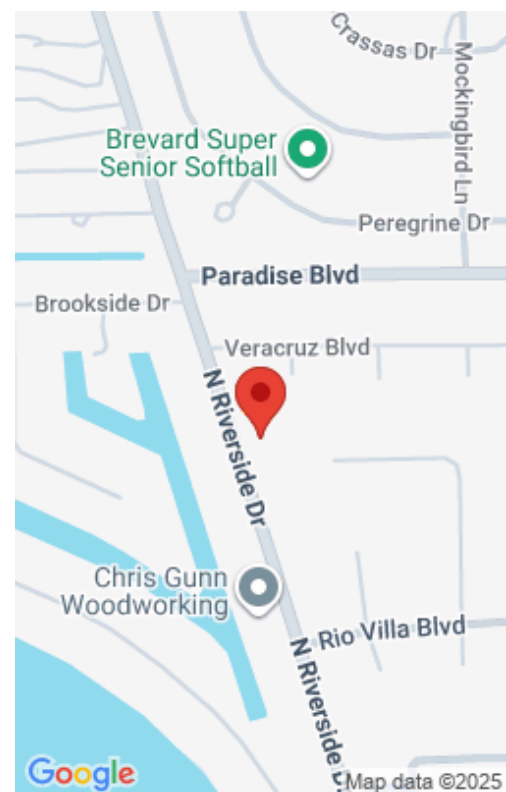 Crassas Dr
Mockingbird Ln
Brevard Super
Senior Softball
Peregrine Dr
Paradise Blvd
Brookside Dr
Veracruz Blvd
N Riverside Dr
Chris Gunn
Woodworking
Rio Villa Blvd
N Riverside D
Google
Map data ©2025